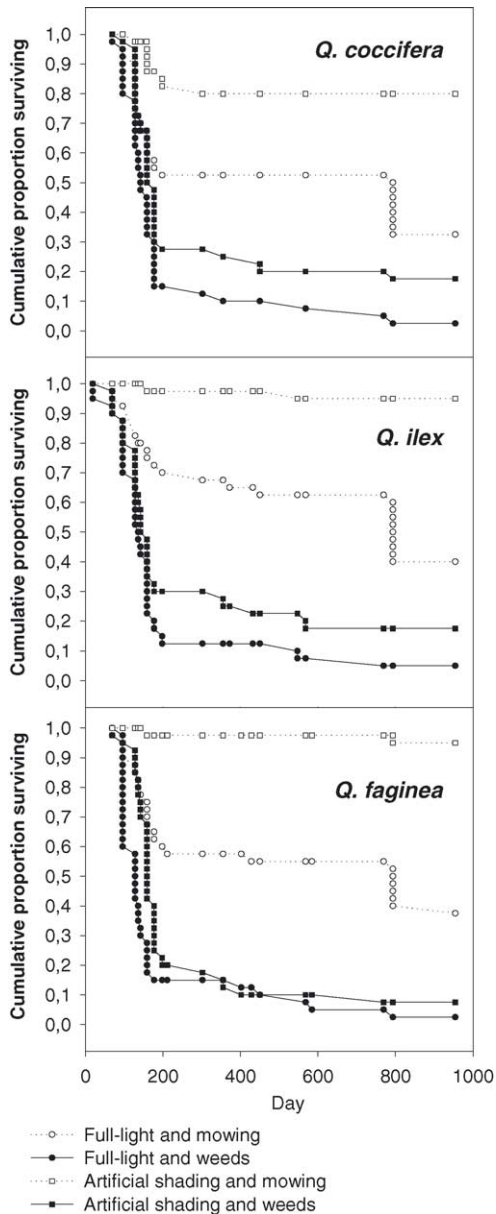 Q. coccifera
Cumulative proportion surviving
1,0
0,9
0,8
0,7
0,6
0,5
0,4
0,3
0,2
0,1
0,0
Q. ilex
Cumulative proportion surviving
1,0
0,9
0,8
0,7
0,6
0,5
0,4
0,3
0,2
0,1
0,0
Q. faginea
Cumulative proportion surviving
1,0
0,9
0,8
0,7
0,6
0,5
0,4
0,3
0,2
0,1
0,0
0 200 400 600 800 1000
Day
Full-light and mowing
Full-light and weeds
Artificial shading and mowing
Artificial shading and weeds